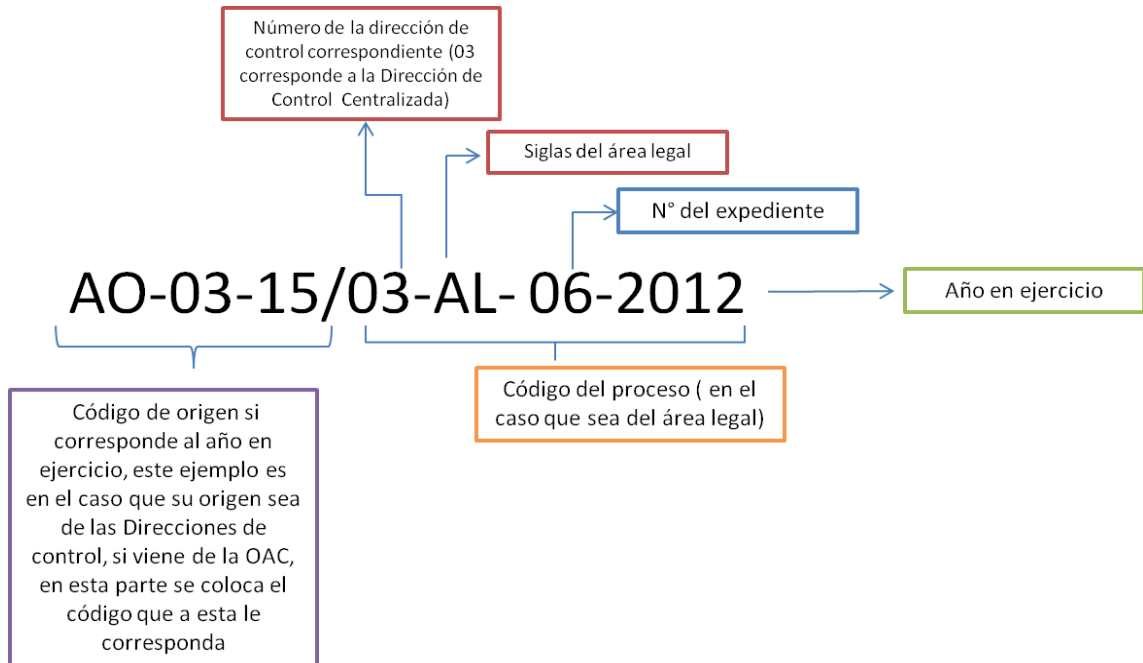 Número de la dirección de
control correspondiente (03
corresponde a la Dirección de
Control Centralizada)
Siglas del área legal
N° del expediente
AO-03-15/03-AL- 06-2012
Año en ejercicio
Código del proceso ( en el
caso que sea del área legal)
Código de origen si
corresponde al año en
ejercicio, este ejemplo es
en el caso que su origen sea
de las Direcciones de
control, si viene de la OAC,
en esta parte se coloca el
código que a esta le
corresponda